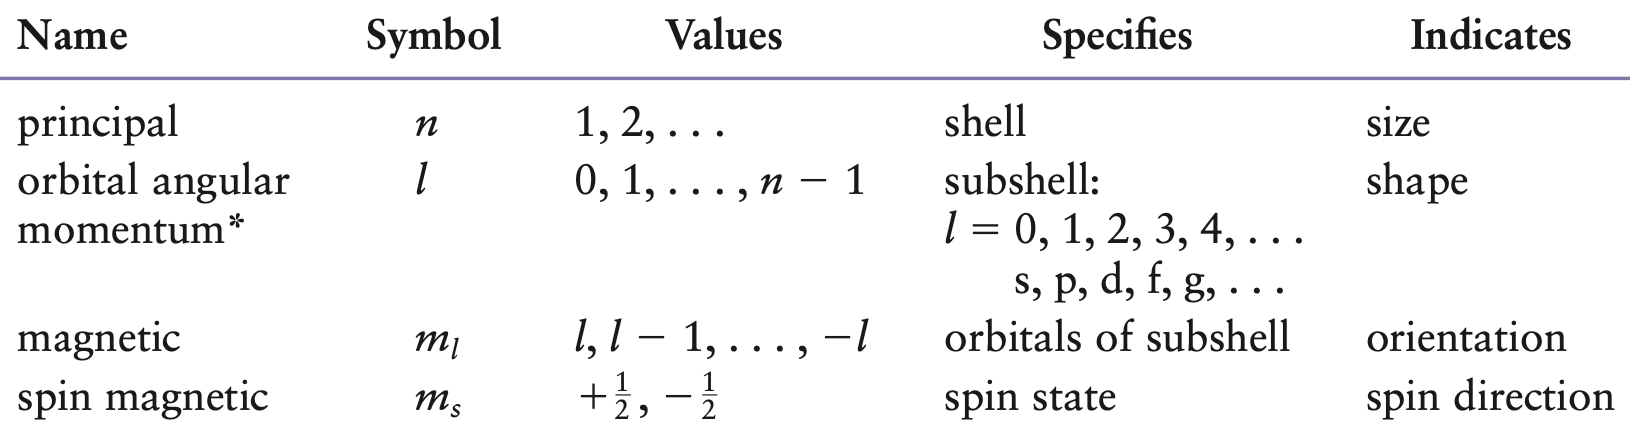 Name Symbol Values Specifies Indicates
principal n 1, 2, . . . shell size
orbital angular l 0, 1, . . . , n − 1 subshell: shape
momentum* l = 0, 1, 2, 3, 4, . . .
s, p, d, f, g, . . .
magnetic mₗ l, l − 1, . . . , −l orbitals of subshell orientation
spin magnetic mₛ +½, −½ spin state spin direction